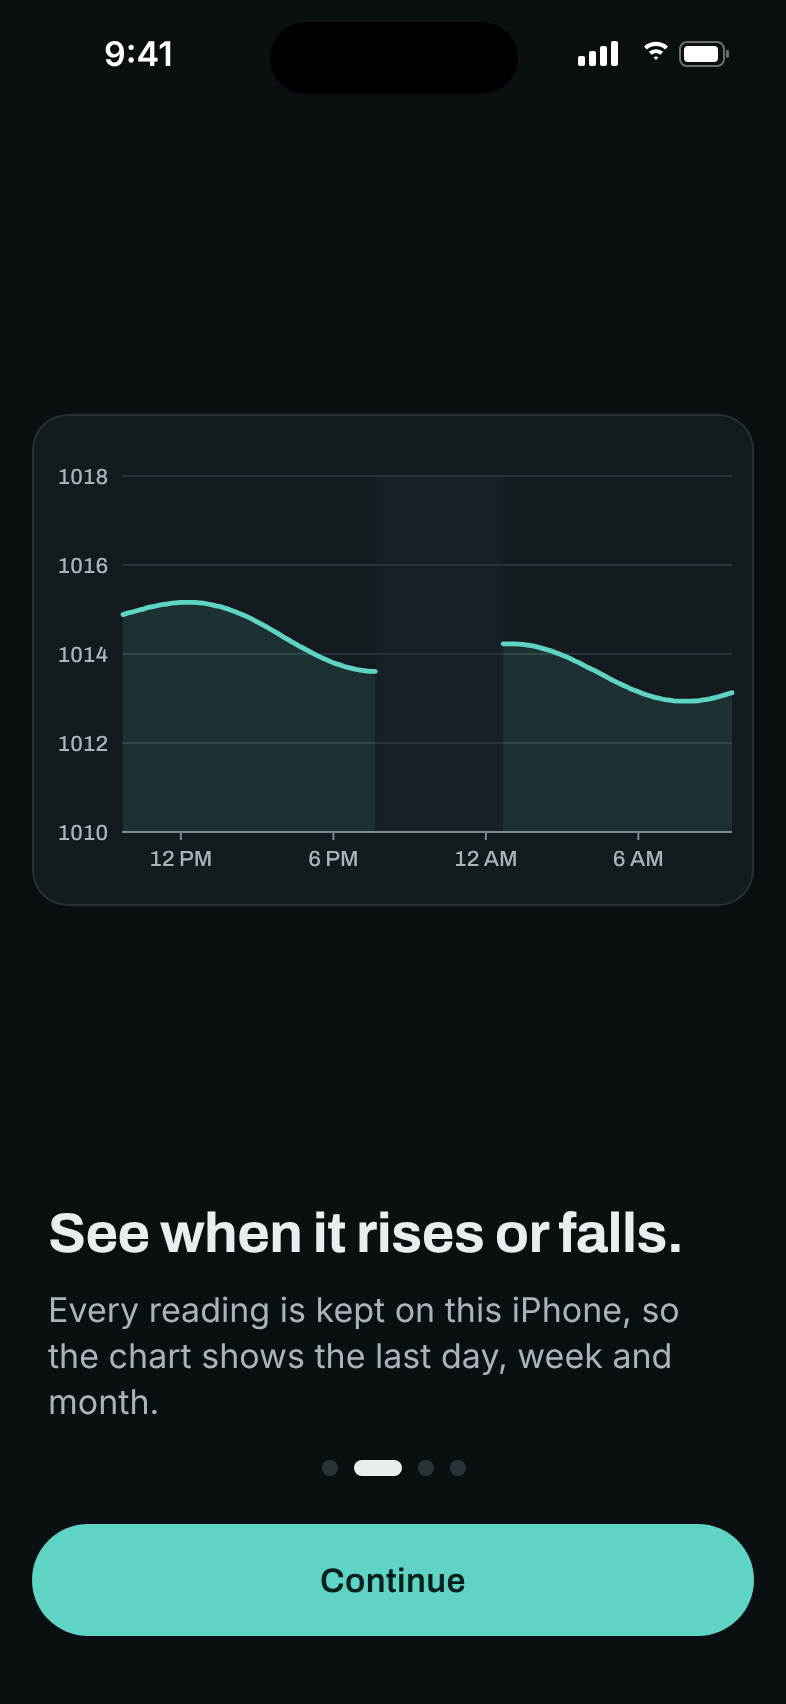 9:41
1018
1016
1014
1012
1010
12 PM
6 PM
12 AM
6 AM
See when it rises or falls.
Every reading is kept on this iPhone, so
the chart shows the last day, week and
month.
Continue